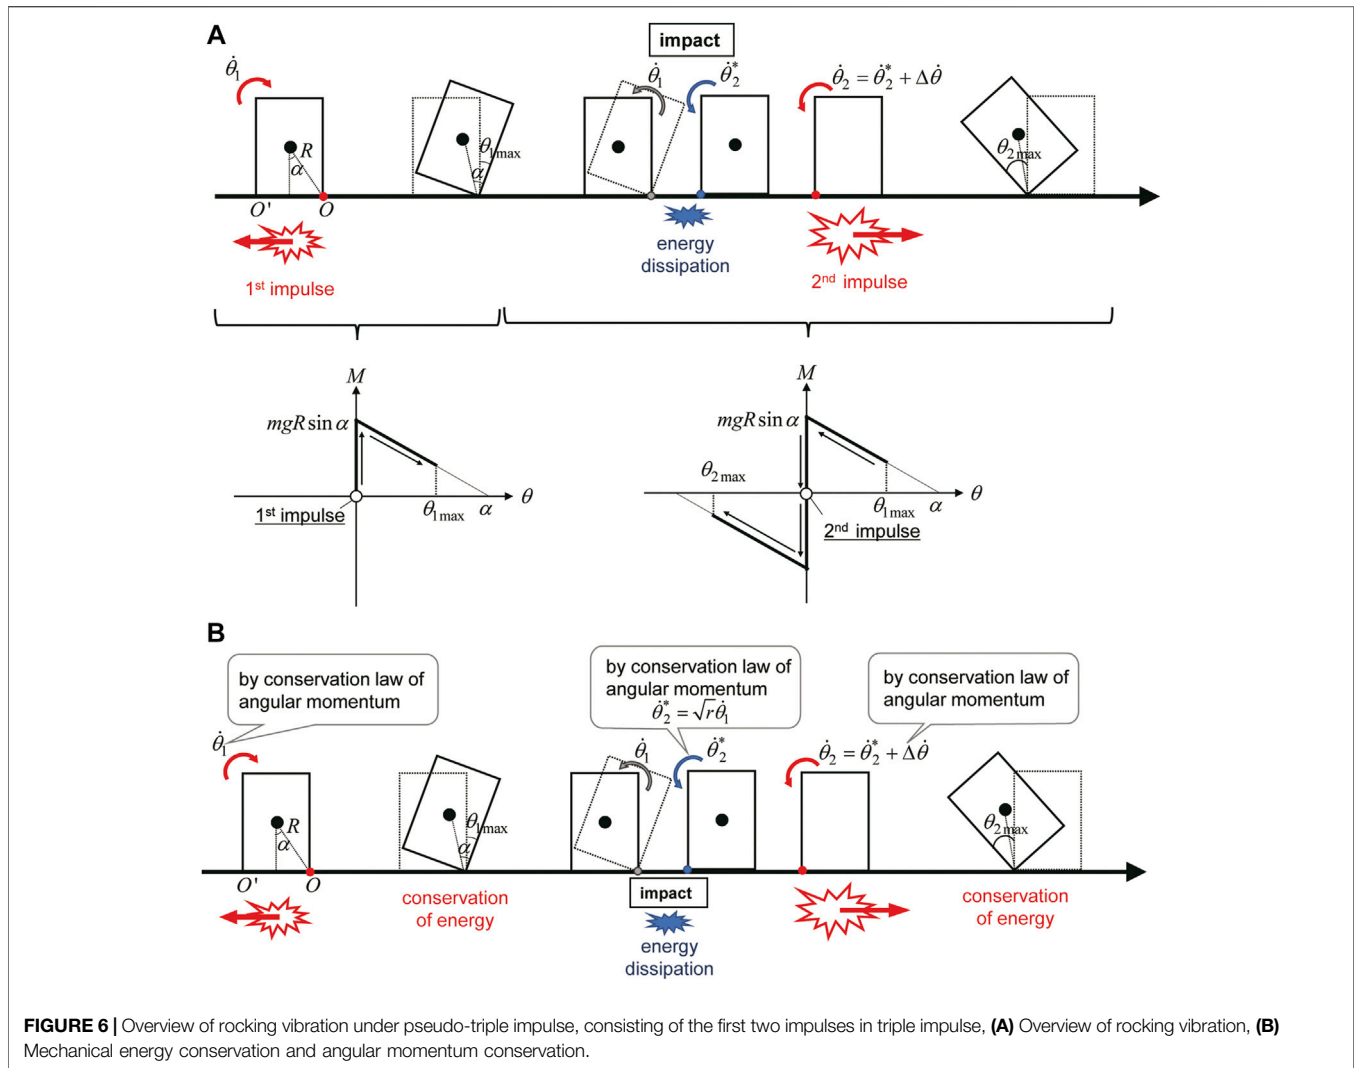 A
impact
θ̇₁
θ̇₁
θ̇₂*
θ̇₂ = θ̇₂* + Δθ̇
R
α
θ₁max
α
θ₂max
O'
O
energy
dissipation
1st impulse
2nd impulse
M
mgR sin α
θ
1st impulse
θ₁max
α
M
mgR sin α
θ₂max
θ
θ₁max
α
2nd impulse
B
by conservation law of
angular momentum
by conservation law of
angular momentum
θ̇₂* = √r θ̇₁
by conservation law of
angular momentum
θ̇₁
θ̇₁
θ̇₂*
θ̇₂ = θ̇₂* + Δθ̇
R
α
θ₁max
α
θ₂max
O'
O
conservation
of energy
impact
energy
dissipation
conservation
of energy
FIGURE 6 | Overview of rocking vibration under pseudo-triple impulse, consisting of the first two impulses in triple impulse, (A) Overview of rocking vibration, (B)
Mechanical energy conservation and angular momentum conservation.